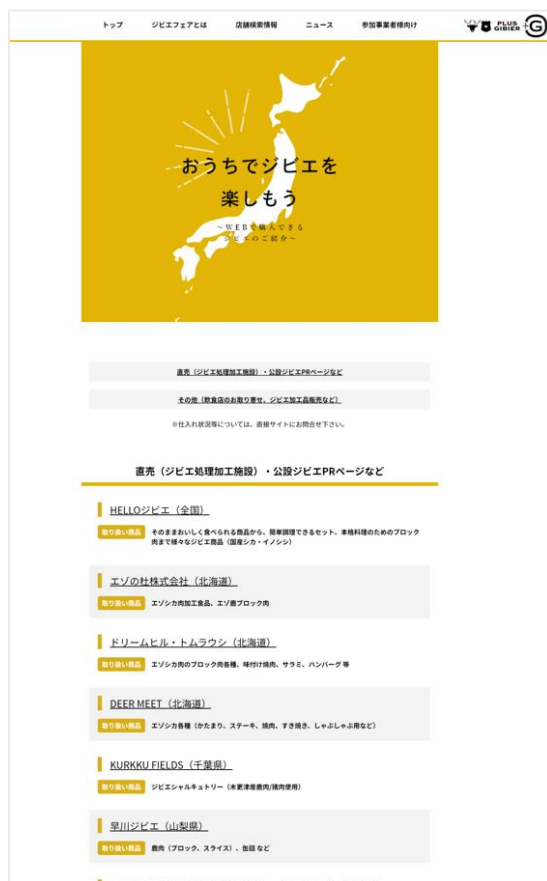 トップ
ジビエフェアとは
店舗検索情報
ニュース
参加事業者様向け
PLUS
GIBIER
+G
おうちでジビエを
楽しもう
～WEBで購入できる
ジビエのご紹介～
直売（ジビエ処理加工施設）・公設ジビエPRページなど
その他（飲食店のお取り寄せ、ジビエ加工品販売など）
※仕入れ状況等については、直接サイトにお問合せ下さい。
直売（ジビエ処理加工施設）・公設ジビエPRページなど
HELLOジビエ（全国）
取り扱い商品 そのままおいしく食べられる商品から、簡単調理できるセット、本格料理のためのブロック
肉まで様々なジビエ商品（国産シカ・イノシシ）
エゾの杜株式会社（北海道）
取り扱い商品 エゾシカ肉加工食品、エゾ鹿ブロック肉
ドリームヒル・トムラウシ（北海道）
取り扱い商品 エゾシカ肉のブロック肉各種、味付け焼肉、サラミ、ハンバーグ 等
DEER MEET（北海道）
取り扱い商品 エゾシカ各種（かたまり、ステーキ、焼肉、すき焼き、しゃぶしゃぶ用など）
KURKKU FIELDS（千葉県）
取り扱い商品 ジビエシャルキュトリー（木更津産鹿肉/猪肉使用）
早川ジビエ（山梨県）
取り扱い商品 鹿肉（ブロック、スライス）、缶詰 など